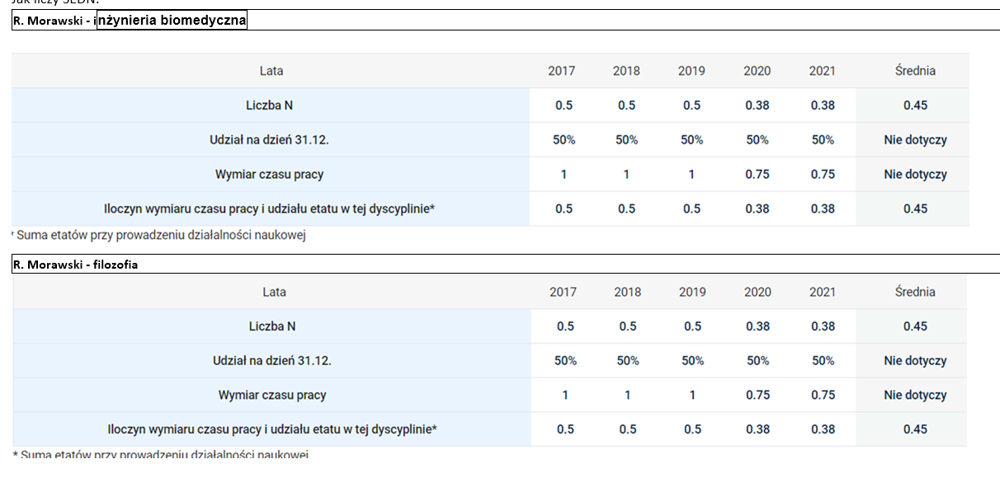 Jak liczy SEDN?
R. Morawski - inżynieria biomedyczna
Lata 2017 2018 2019 2020 2021 Średnia
Liczba N 0.5 0.5 0.5 0.38 0.38 0.45
Udział na dzień 31.12. 50% 50% 50% 50% 50% Nie dotyczy
Wymiar czasu pracy 1 1 1 0.75 0.75 Nie dotyczy
Iloczyn wymiaru czasu pracy i udziału etatu w tej dyscyplinie* 0.5 0.5 0.5 0.38 0.38 0.45
* Suma etatów przy prowadzeniu działalności naukowej
R. Morawski - filozofia
Lata 2017 2018 2019 2020 2021 Średnia
Liczba N 0.5 0.5 0.5 0.38 0.38 0.45
Udział na dzień 31.12. 50% 50% 50% 50% 50% Nie dotyczy
Wymiar czasu pracy 1 1 1 0.75 0.75 Nie dotyczy
Iloczyn wymiaru czasu pracy i udziału etatu w tej dyscyplinie* 0.5 0.5 0.5 0.38 0.38 0.45
* Suma etatów przy prowadzeniu działalności naukowej